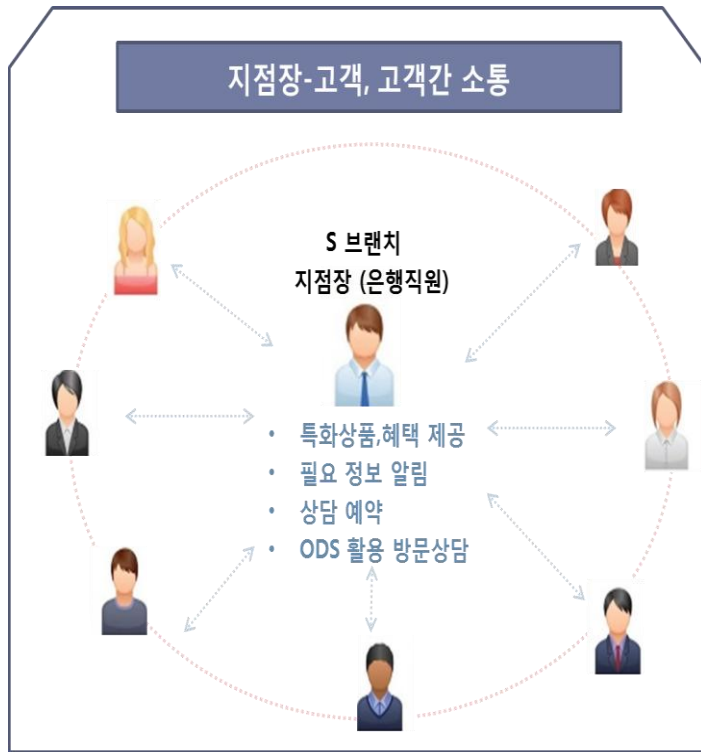 지점장-고객, 고객간 소통
S 브랜치
지점장 (은행직원)
• 특화상품,혜택 제공
• 필요 정보 알림
• 상담 예약
• ODS 활용 방문상담